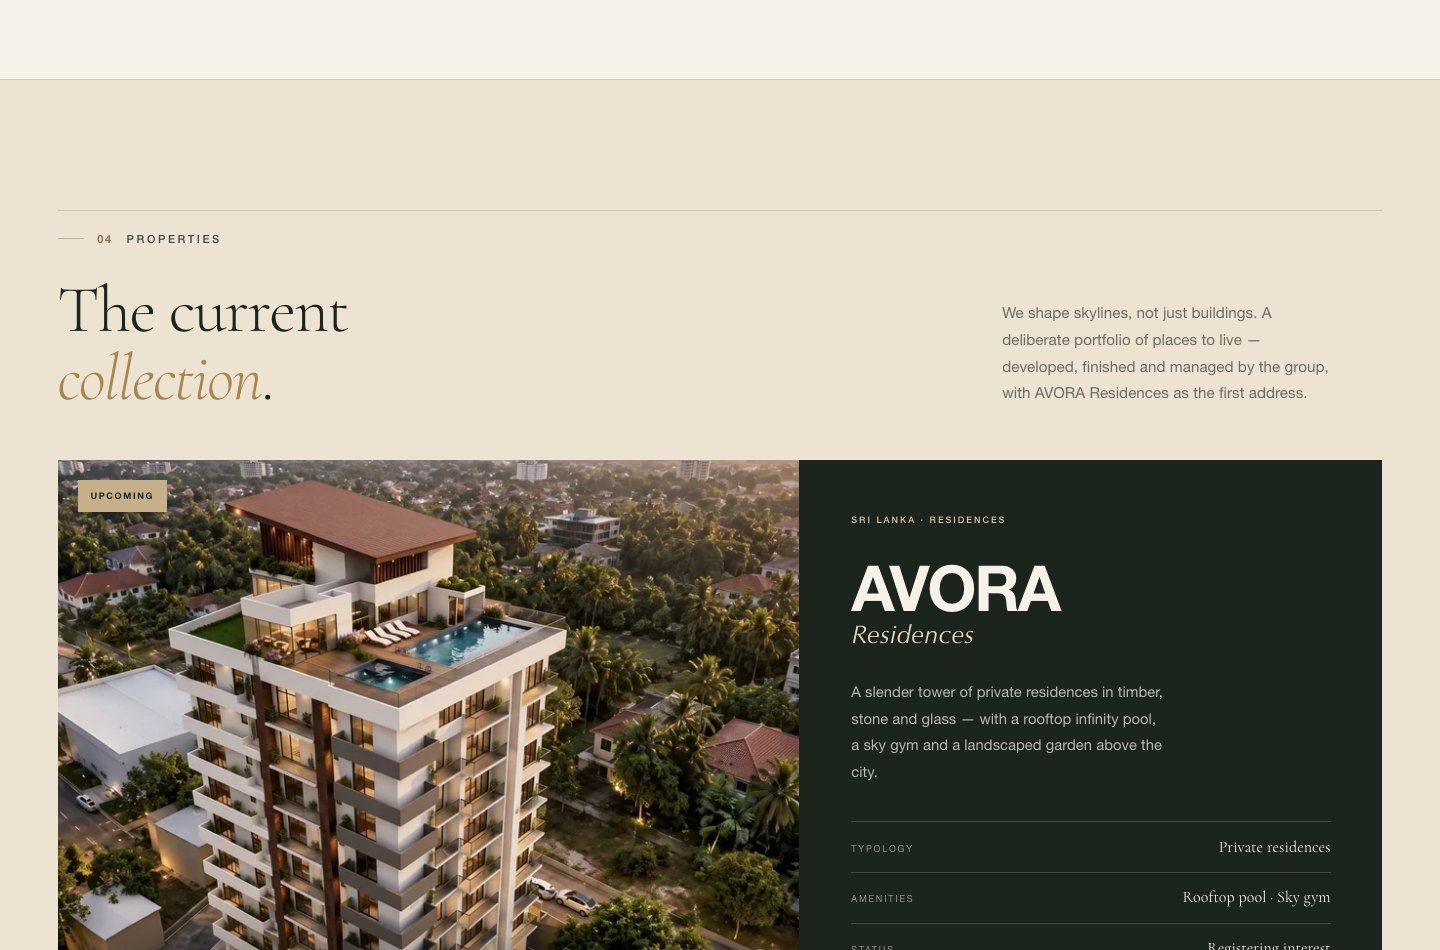 04 PROPERTIES
The current
collection.
We shape skylines, not just buildings. A
deliberate portfolio of places to live —
developed, finished and managed by the group,
with AVORA Residences as the first address.
UPCOMING
SRI LANKA · RESIDENCES
AVORA
Residences
A slender tower of private residences in timber,
stone and glass — with a rooftop infinity pool,
a sky gym and a landscaped garden above the
city.
TYPOLOGY Private residences
AMENITIES Rooftop pool · Sky gym
STATUS Registering interest